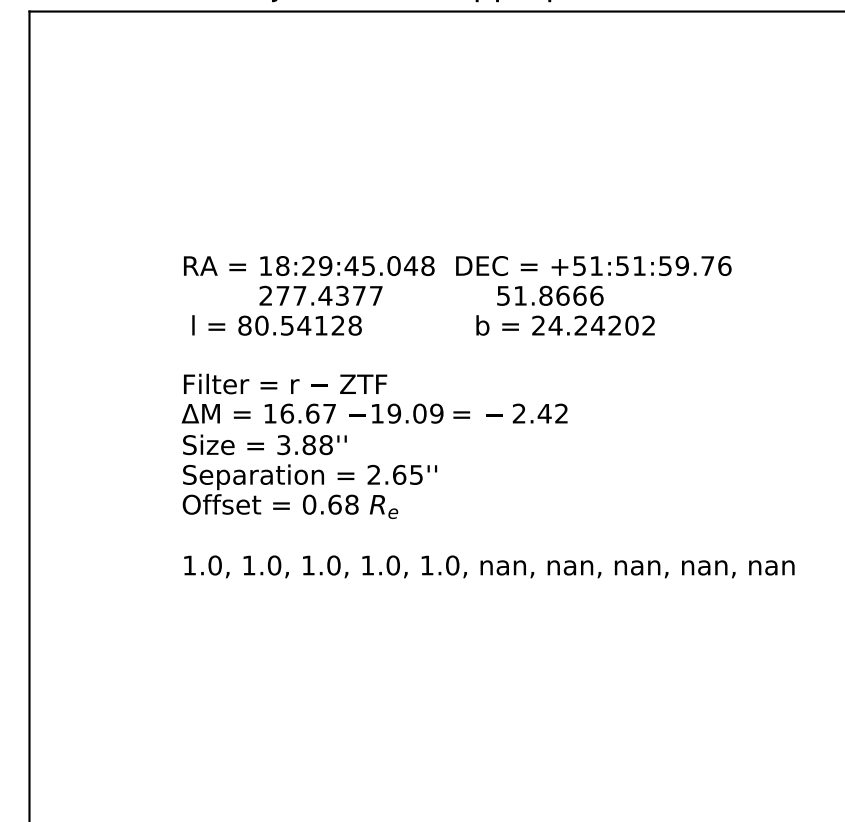 RA = 18:29:45.048 DEC = +51:51:59.76
277.4377 51.8666
l = 80.54128 b = 24.24202
Filter = r − ZTF
ΔM = 16.67 −19.09 = − 2.42
Size = 3.88''
Separation = 2.65''
Offset = 0.68 Re
1.0, 1.0, 1.0, 1.0, 1.0, nan, nan, nan, nan, nan